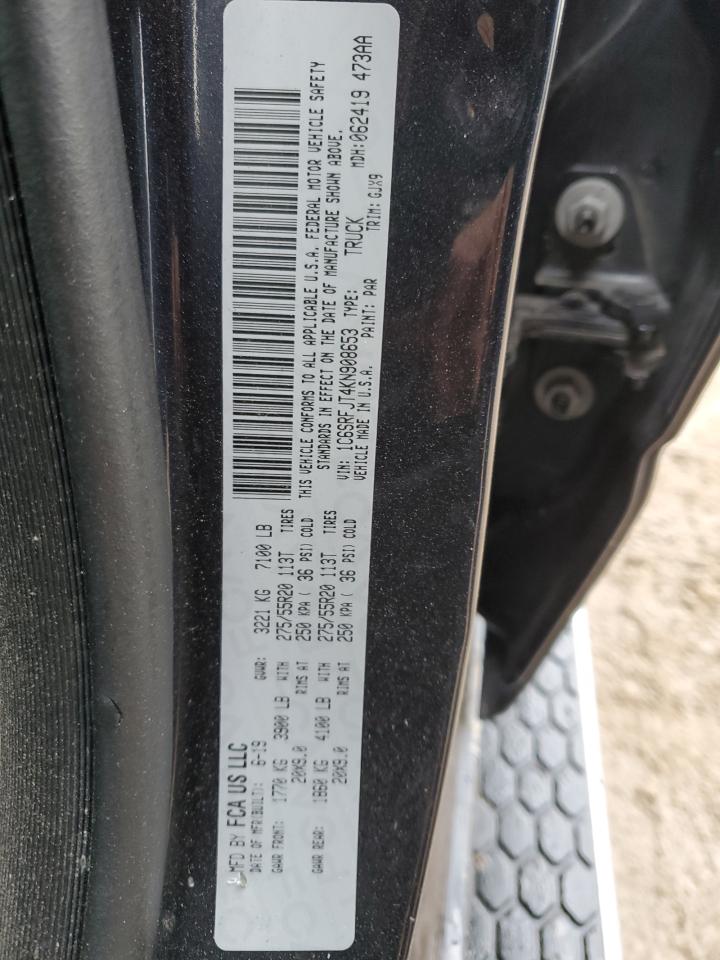 MFD BY FCA US LLC
DATE OF MFR(BUILT): 6-19 GVWR: 3221 KG 7100 LB
GAWR FRONT: 1770 KG 3900 LB WITH 275/55R20 113T TIRES
20X9.0 RIMS AT 250 KPA ( 36 PSI) COLD
GAWR REAR: 1860 KG 4100 LB WITH 275/55R20 113T TIRES
20X9.0 RIMS AT 250 KPA ( 36 PSI) COLD
THIS VEHICLE CONFORMS TO ALL APPLICABLE U.S.A. FEDERAL MOTOR VEHICLE SAFETY
STANDARDS IN EFFECT ON THE DATE OF MANUFACTURE SHOWN ABOVE.
VIN: 1C6SRFJT4KN908653 TYPE: TRUCK MDH:062419 473AA
VEHICLE MADE IN U.S.A. PAINT: PAR TRIM: GJX9